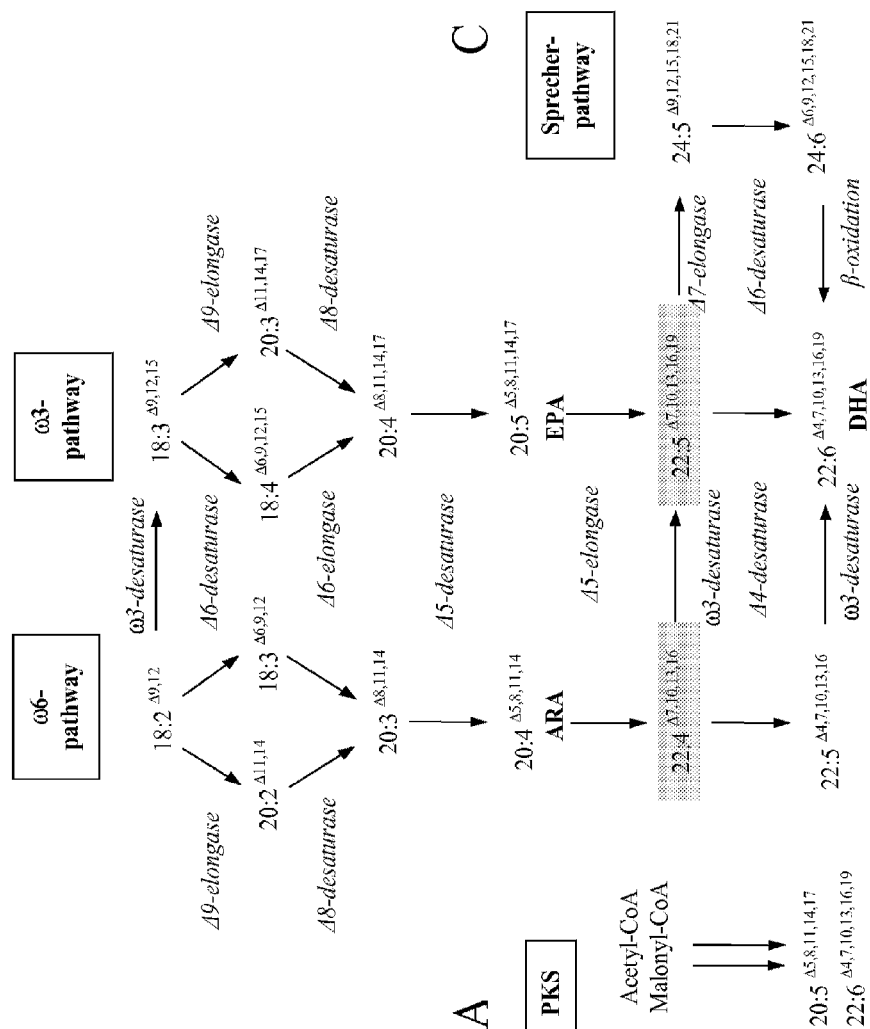 A
C
PKS
Acetyl-CoA
Malonyl-CoA
20:5 Δ5,8,11,14,17
22:6 Δ4,7,10,13,16,19
ω6-
pathway
ω3-
pathway
18:2 Δ9,12
ω3-desaturase
18:3 Δ9,12,15
Δ9-elongase
Δ6-desaturase
Δ9-elongase
20:2 Δ11,14
18:3 Δ6,9,12
18:4 Δ6,9,12,15
20:3 Δ11,14,17
Δ8-desaturase
Δ6-elongase
Δ8-desaturase
20:3 Δ8,11,14
20:4 Δ8,11,14,17
Δ5-desaturase
20:4 Δ5,8,11,14
ARA
20:5 Δ5,8,11,14,17
EPA
Δ5-elongase
Sprecher-
pathway
22:4 Δ7,10,13,16
22:5 Δ7,10,13,16,19
24:5 Δ9,12,15,18,21
ω3-desaturase
Δ7-elongase
Δ4-desaturase
Δ6-desaturase
22:5 Δ4,7,10,13,16
22:6 Δ4,7,10,13,16,19
DHA
24:6 Δ6,9,12,15,18,21
ω3-desaturase
β-oxidation